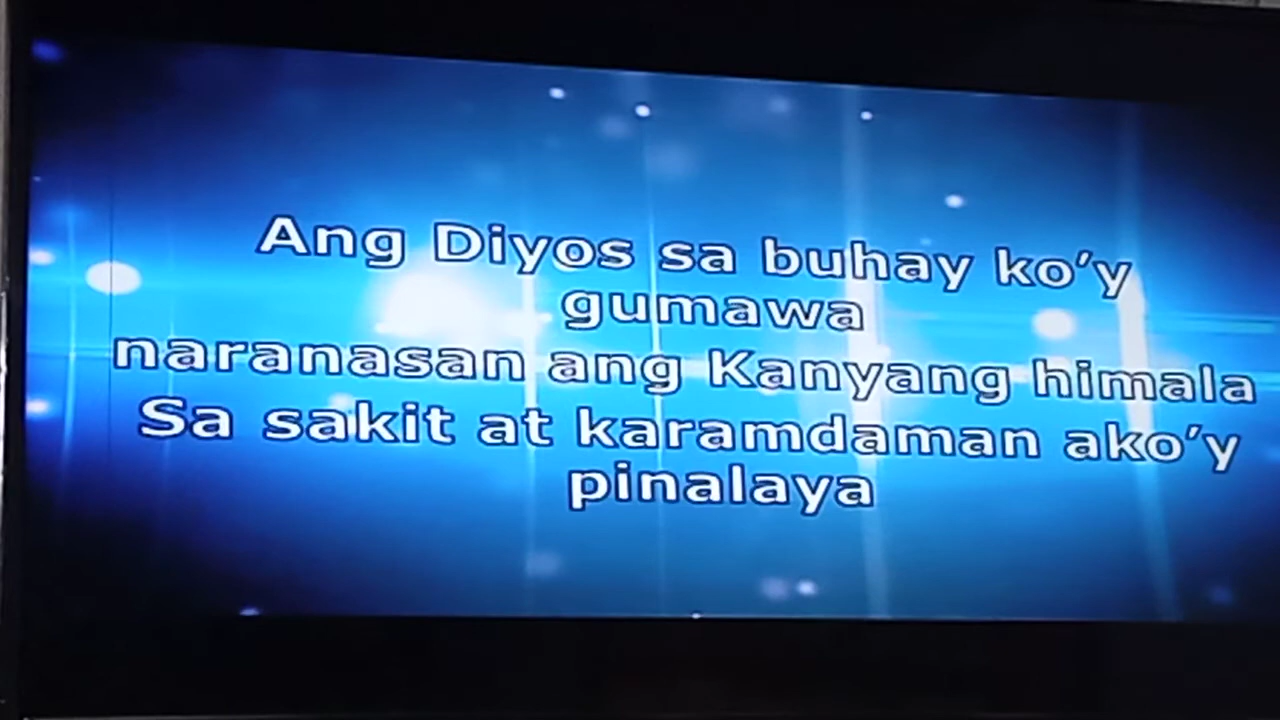 Ang Diyos sa buhay ko’y
gumawa
naranasan ang Kanyang himala
Sa sakit at karamdaman ako’y
pinalaya